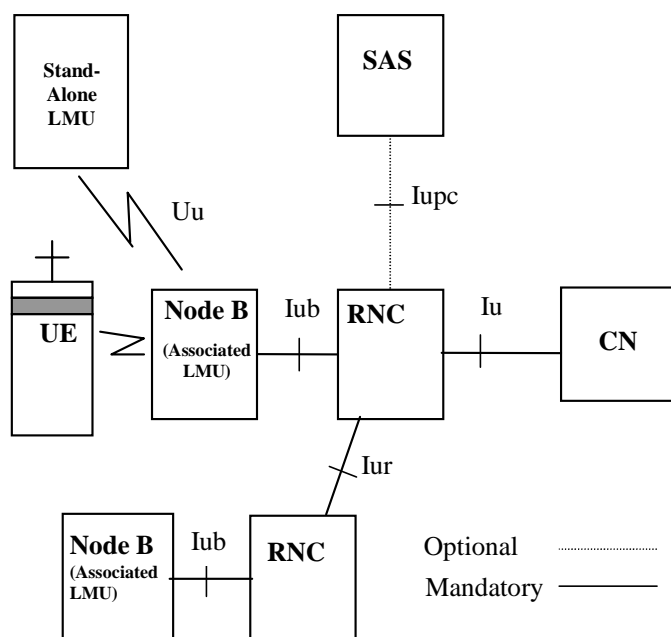 Stand-
Alone
LMU
SAS
Uu
Iupc
UE
Node B
(Associated
LMU)
Iub
RNC
Iu
CN
Iur
Node B
(Associated
LMU)
Iub
RNC
Optional
Mandatory